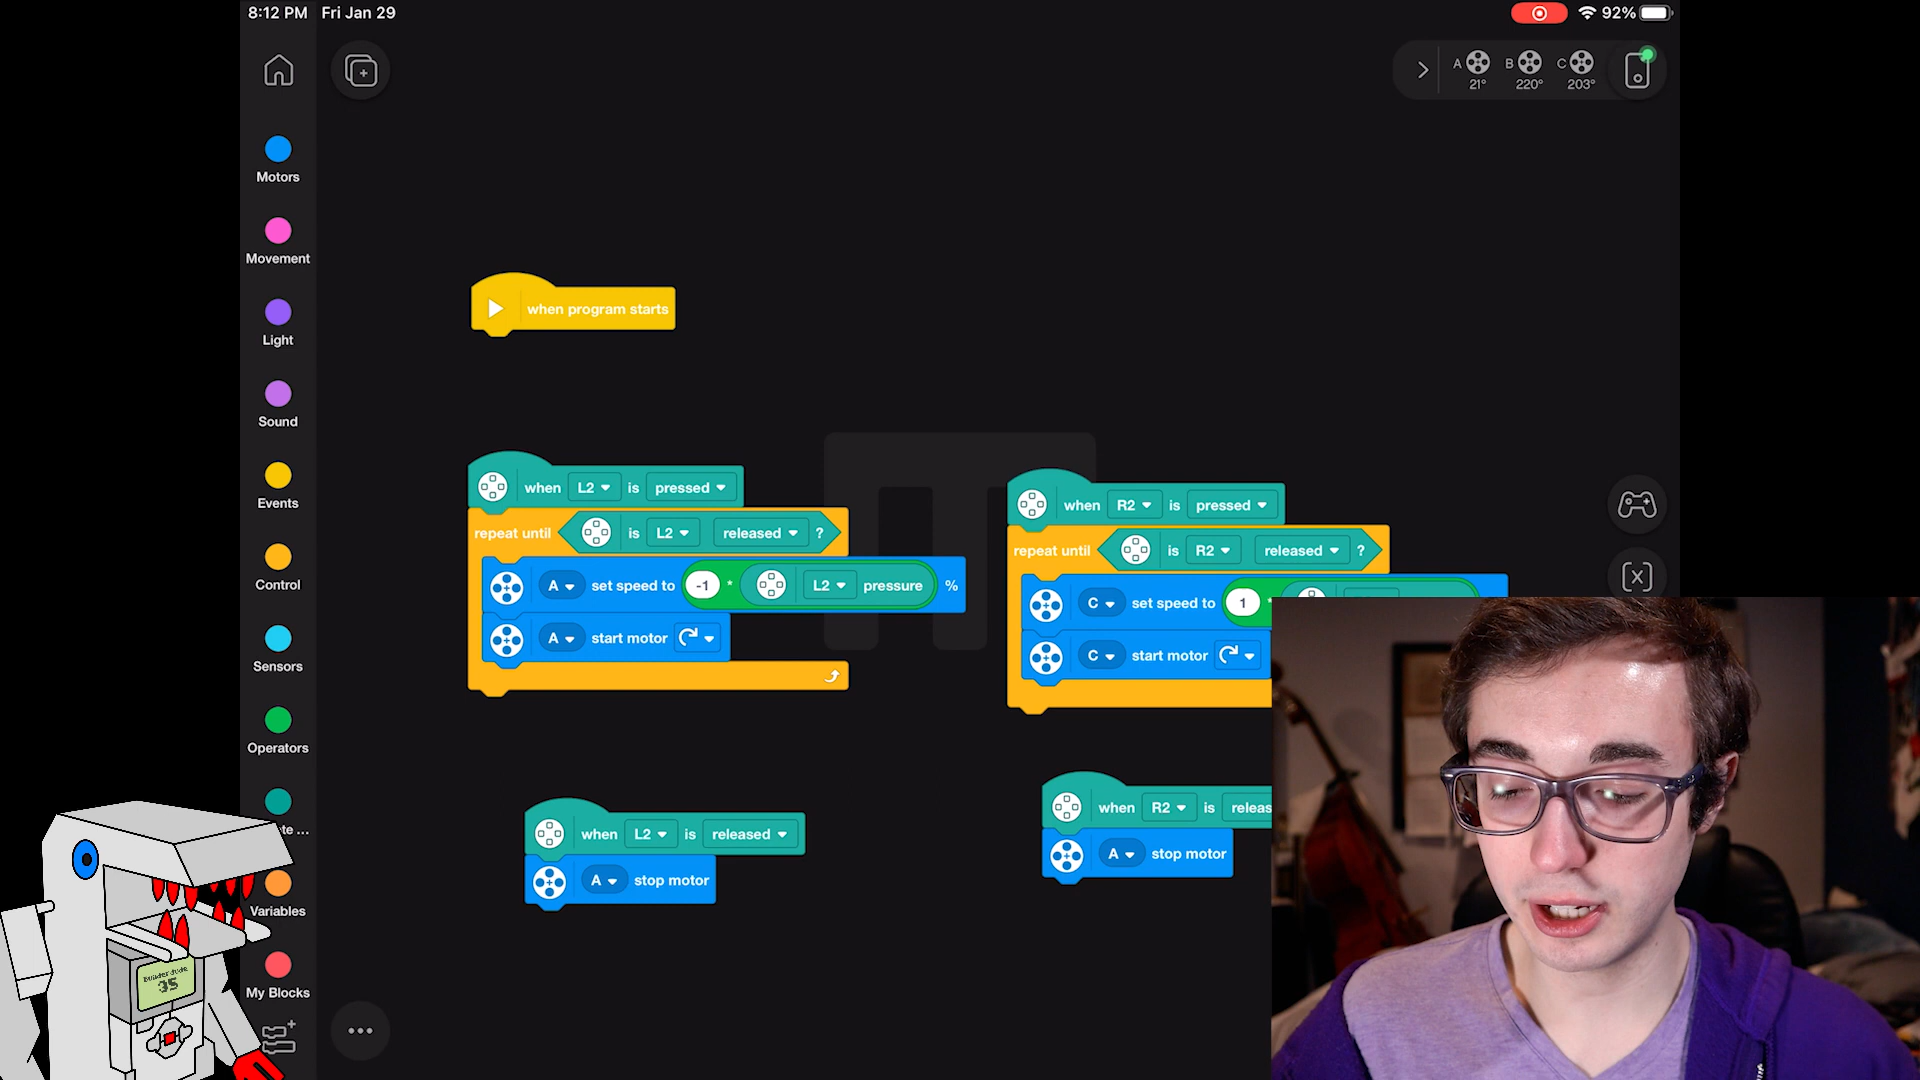 8:12 PM Fri Jan 29
92%
A B C
21° 220° 203°
Motors
Movement
Light
Sound
Events
Control
Sensors
Operators
Variables
My Blocks
when program starts
when L2 is pressed
repeat until is L2 released ?
A set speed to -1 * L2 pressure %
A start motor
when L2 is released
A stop motor
when R2 is pressed
repeat until is R2 released ?
C set speed to 1
C start motor
when R2 is releas
A stop motor
Builder dude
35